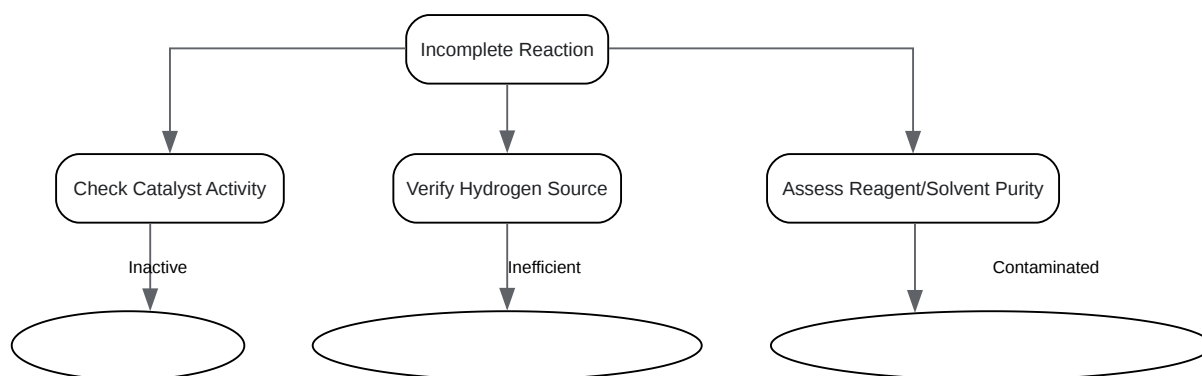 Incomplete Reaction
Check Catalyst Activity
Verify Hydrogen Source
Assess Reagent/Solvent Purity
Inactive
Inefficient
Contaminated